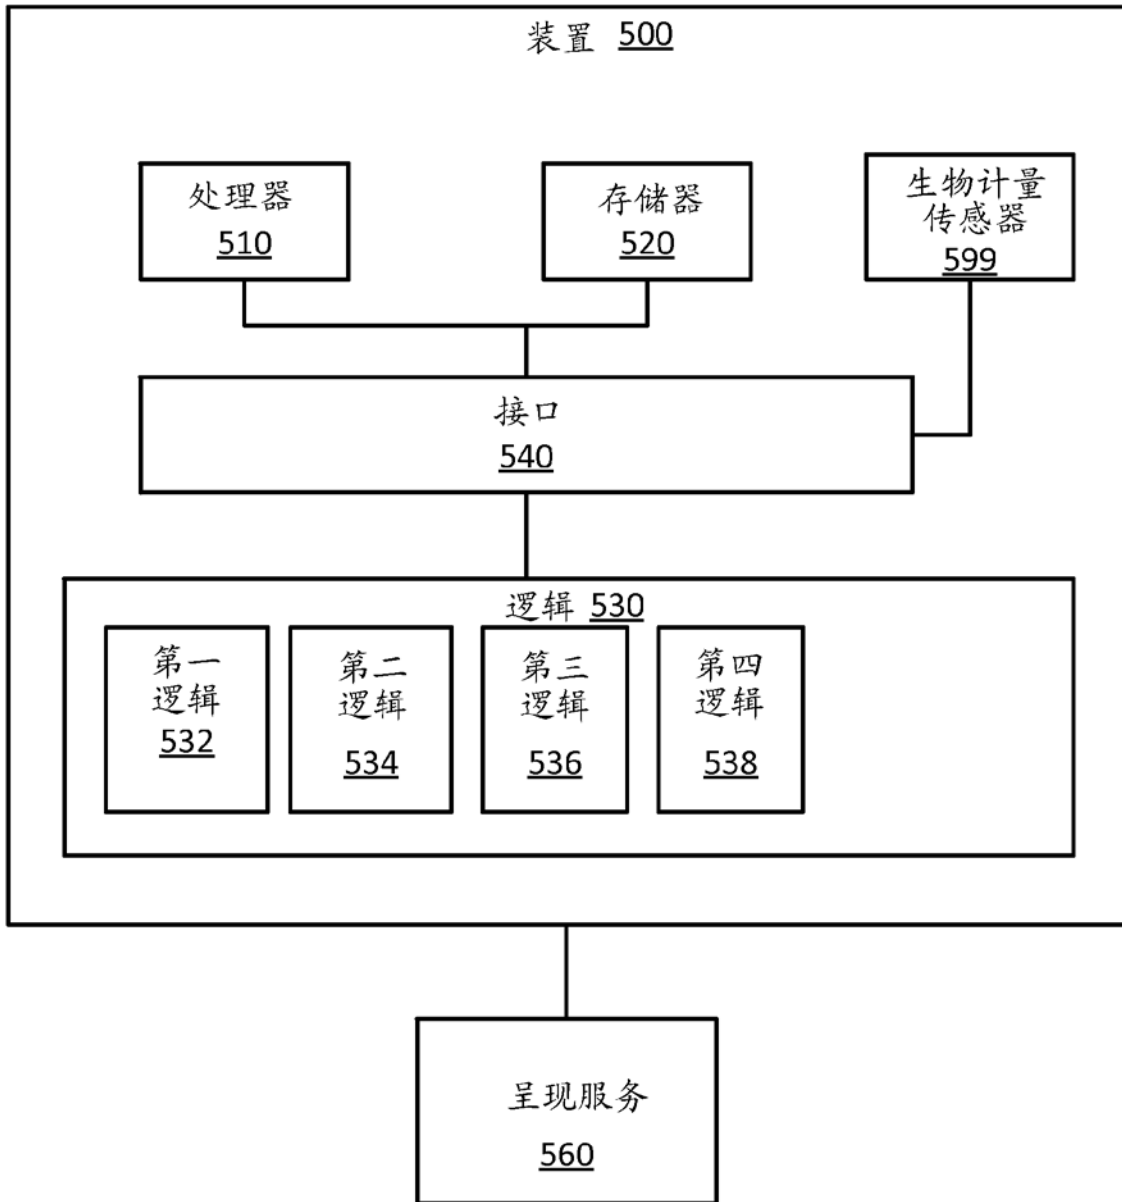 装置 500
处理器
510
存储器
520
生物计量
传感器
599
接口
540
逻辑 530
第一
逻辑
532
第二
逻辑
534
第三
逻辑
536
第四
逻辑
538
呈现服务
560